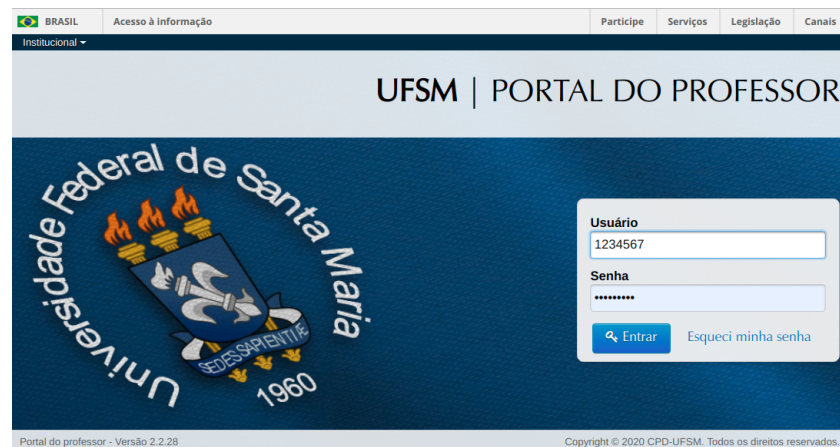 BRASIL Acesso à informação Participe Serviços Legislação Canais
Institucional
UFSM | PORTAL DO PROFESSOR
Universidade Federal de Santa Maria
SEDES SAPIENTIÆ
1960
Usuário
1234567
Senha
•••••••••
Entrar Esqueci minha senha
Portal do professor - Versão 2.2.28 Copyright © 2020 CPD-UFSM. Todos os direitos reservados.